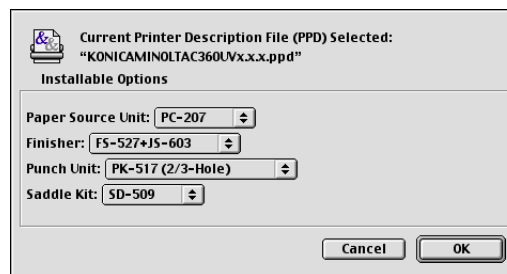 Current Printer Description File (PPD) Selected:
“KONICAMINOLTAC360UVx.x.x.ppd”
Installable Options
Paper Source Unit: PC-207
Finisher: FS-527+JS-603
Punch Unit: PK-517 (2/3-Hole)
Saddle Kit: SD-509
Cancel OK